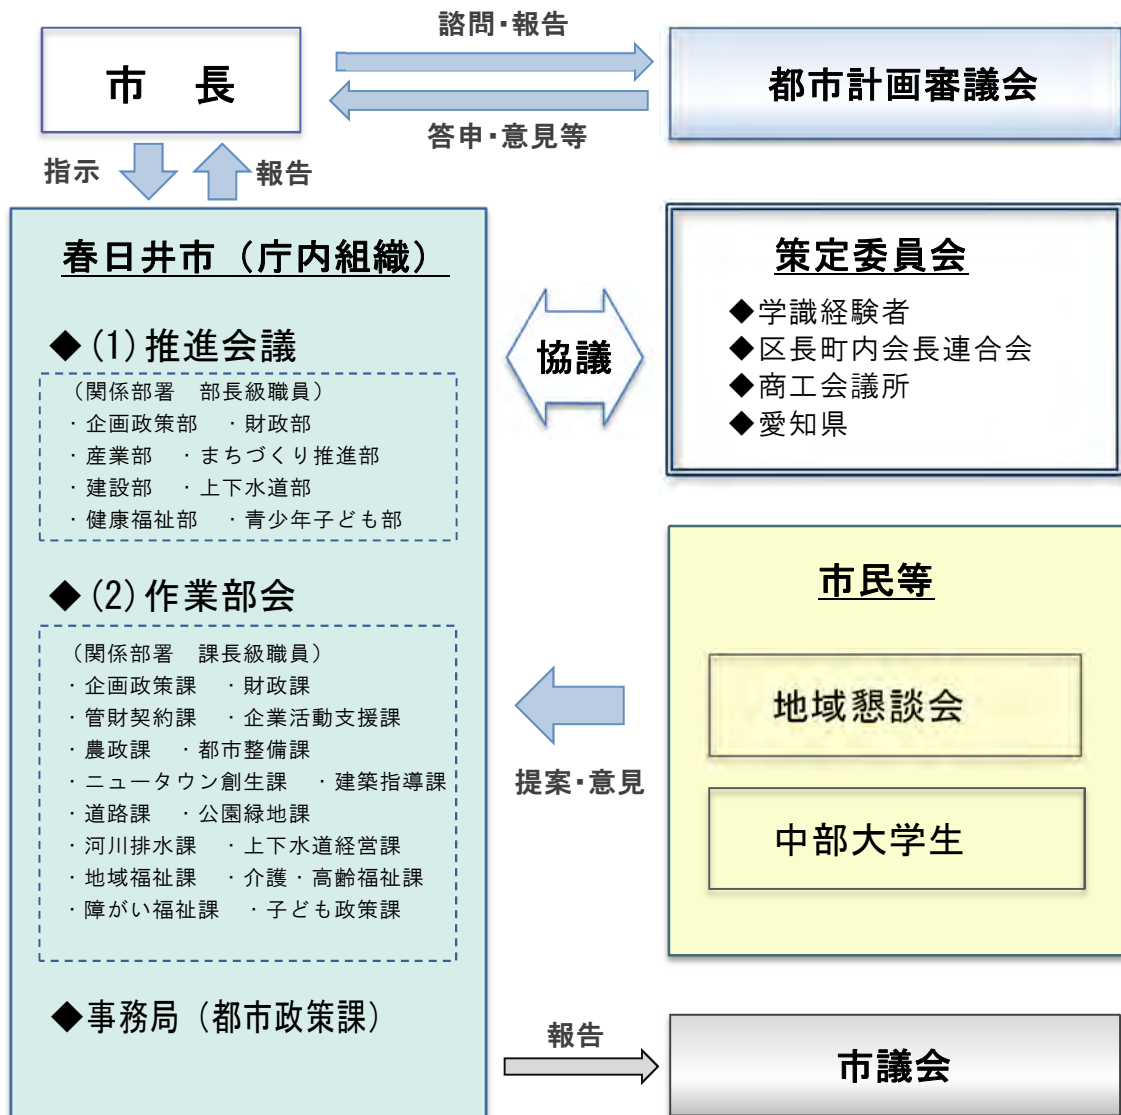 諮問・報告
市　長
都市計画審議会
答申・意見等
指示
報告
春日井市（庁内組織）
◆(1)推進会議
（関係部署　部長級職員）
・企画政策部　・財政部
・産業部　・まちづくり推進部
・建設部　・上下水道部
・健康福祉部　・青少年子ども部
◆(2)作業部会
（関係部署　課長級職員）
・企画政策課　・財政課
・管財契約課　・企業活動支援課
・農政課　・都市整備課
・ニュータウン創生課　・建築指導課
・道路課　・公園緑地課
・河川排水課　・上下水道経営課
・地域福祉課　・介護・高齢福祉課
・障がい福祉課　・子ども政策課
◆事務局（都市政策課）
協議
策定委員会
◆学識経験者
◆区長町内会長連合会
◆商工会議所
◆愛知県
市民等
地域懇談会
中部大学生
提案・意見
報告
市議会